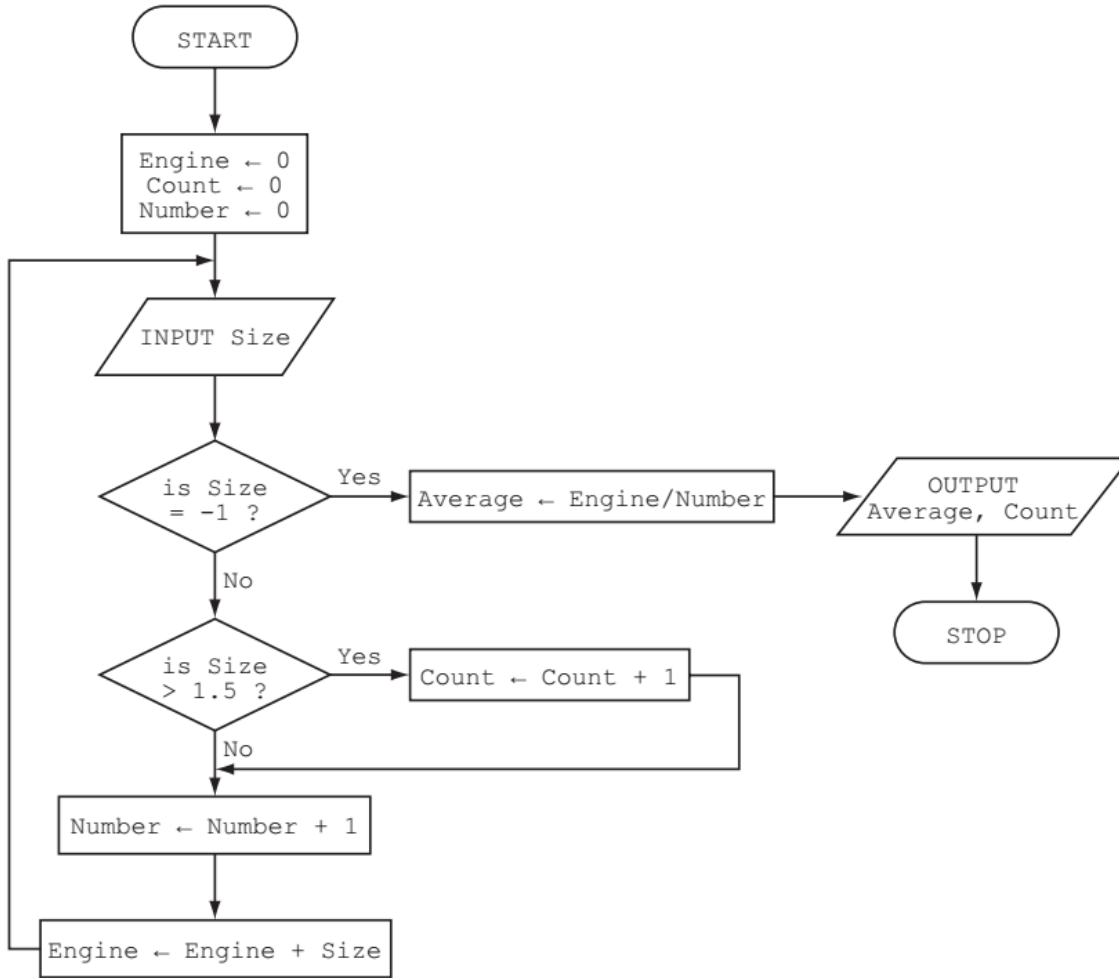 START
Engine ← 0
Count ← 0
Number ← 0
INPUT Size
is Size
= −1 ?
Yes
Average ← Engine/Number
OUTPUT
Average, Count
STOP
No
is Size
> 1.5 ?
Yes
Count ← Count + 1
No
Number ← Number + 1
Engine ← Engine + Size